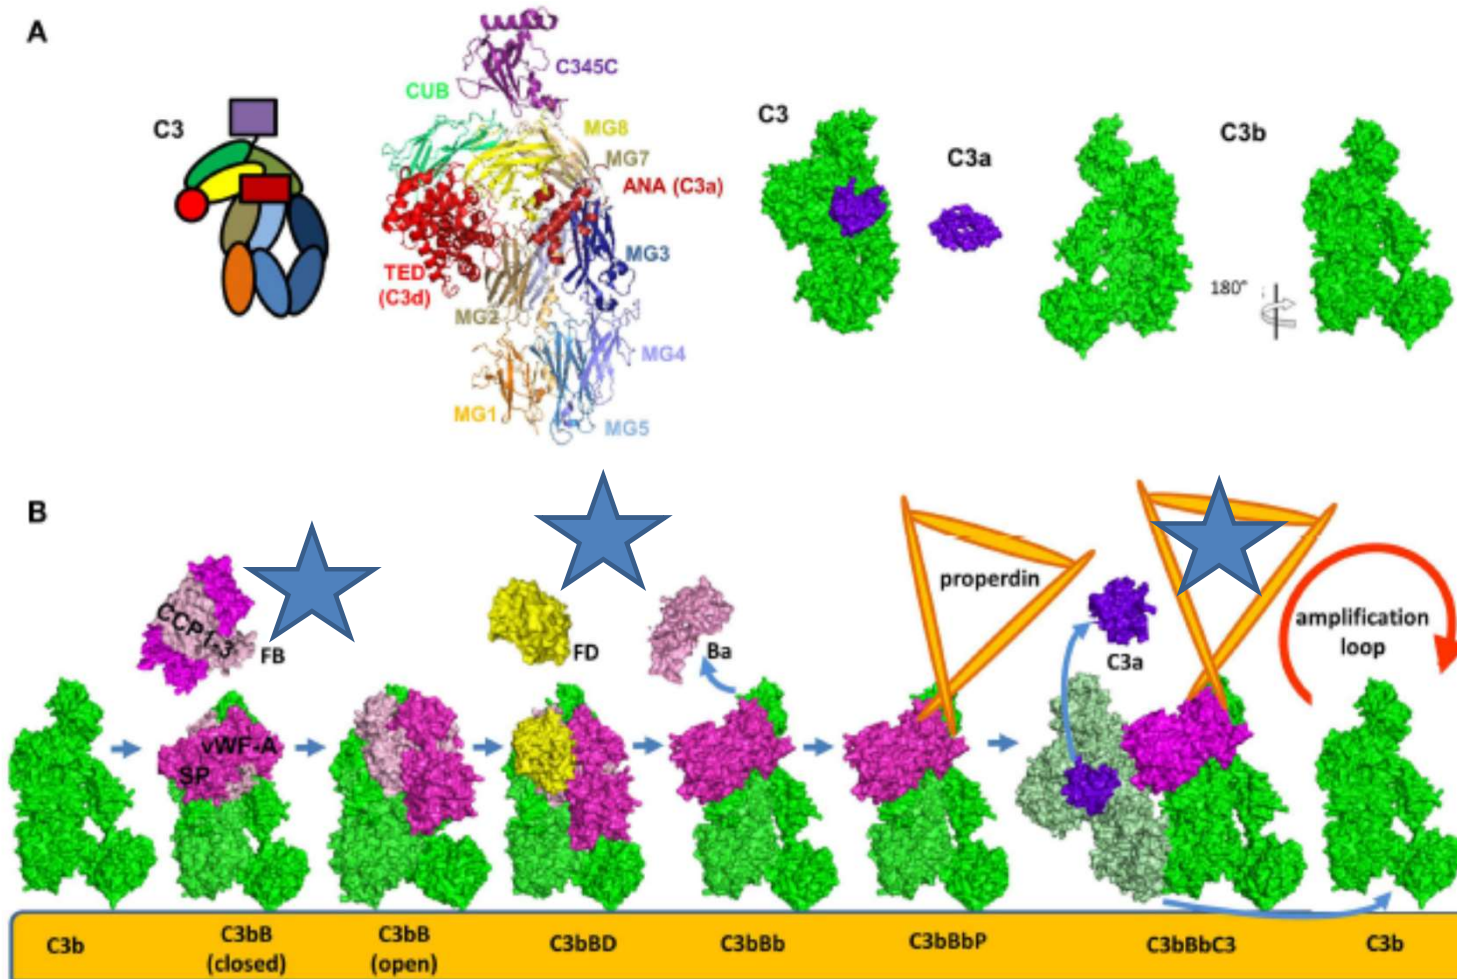 A
C3
C345C
CUB
MG8
MG7
ANA (C3a)
MG3
TED
(C3d)
MG2
MG4
MG1
MG5
C3
C3a
C3b
180°
B
CCP1-3
FB
FD
Ba
properdin
C3a
amplification
loop
vWF-A
SP
C3b
C3bB
(closed)
C3bB
(open)
C3bBD
C3bBb
C3bBbP
C3bBbC3
C3b